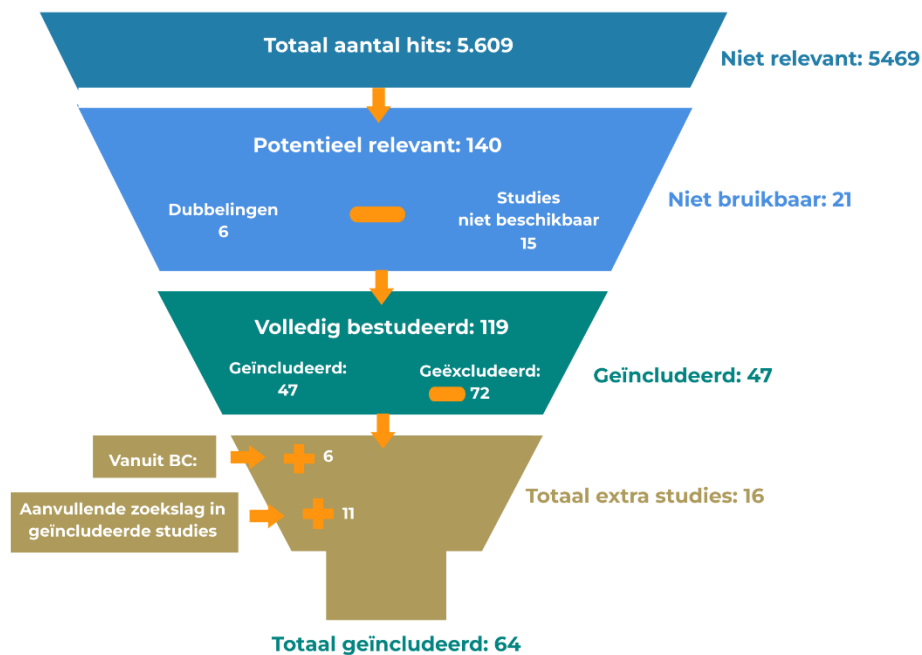 Totaal aantal hits: 5.609
Niet relevant: 5469
Potentieel relevant: 140
Dubbelingen
6
Studies
niet beschikbaar
15
Niet bruikbaar: 21
Volledig bestudeerd: 119
Geïncludeerd:
47
Geëxcludeerd:
72
Geïncludeerd: 47
Vanuit BC:
6
Aanvullende zoekslag in
geïncludeerde studies
11
Totaal extra studies: 16
Totaal geïncludeerd: 64